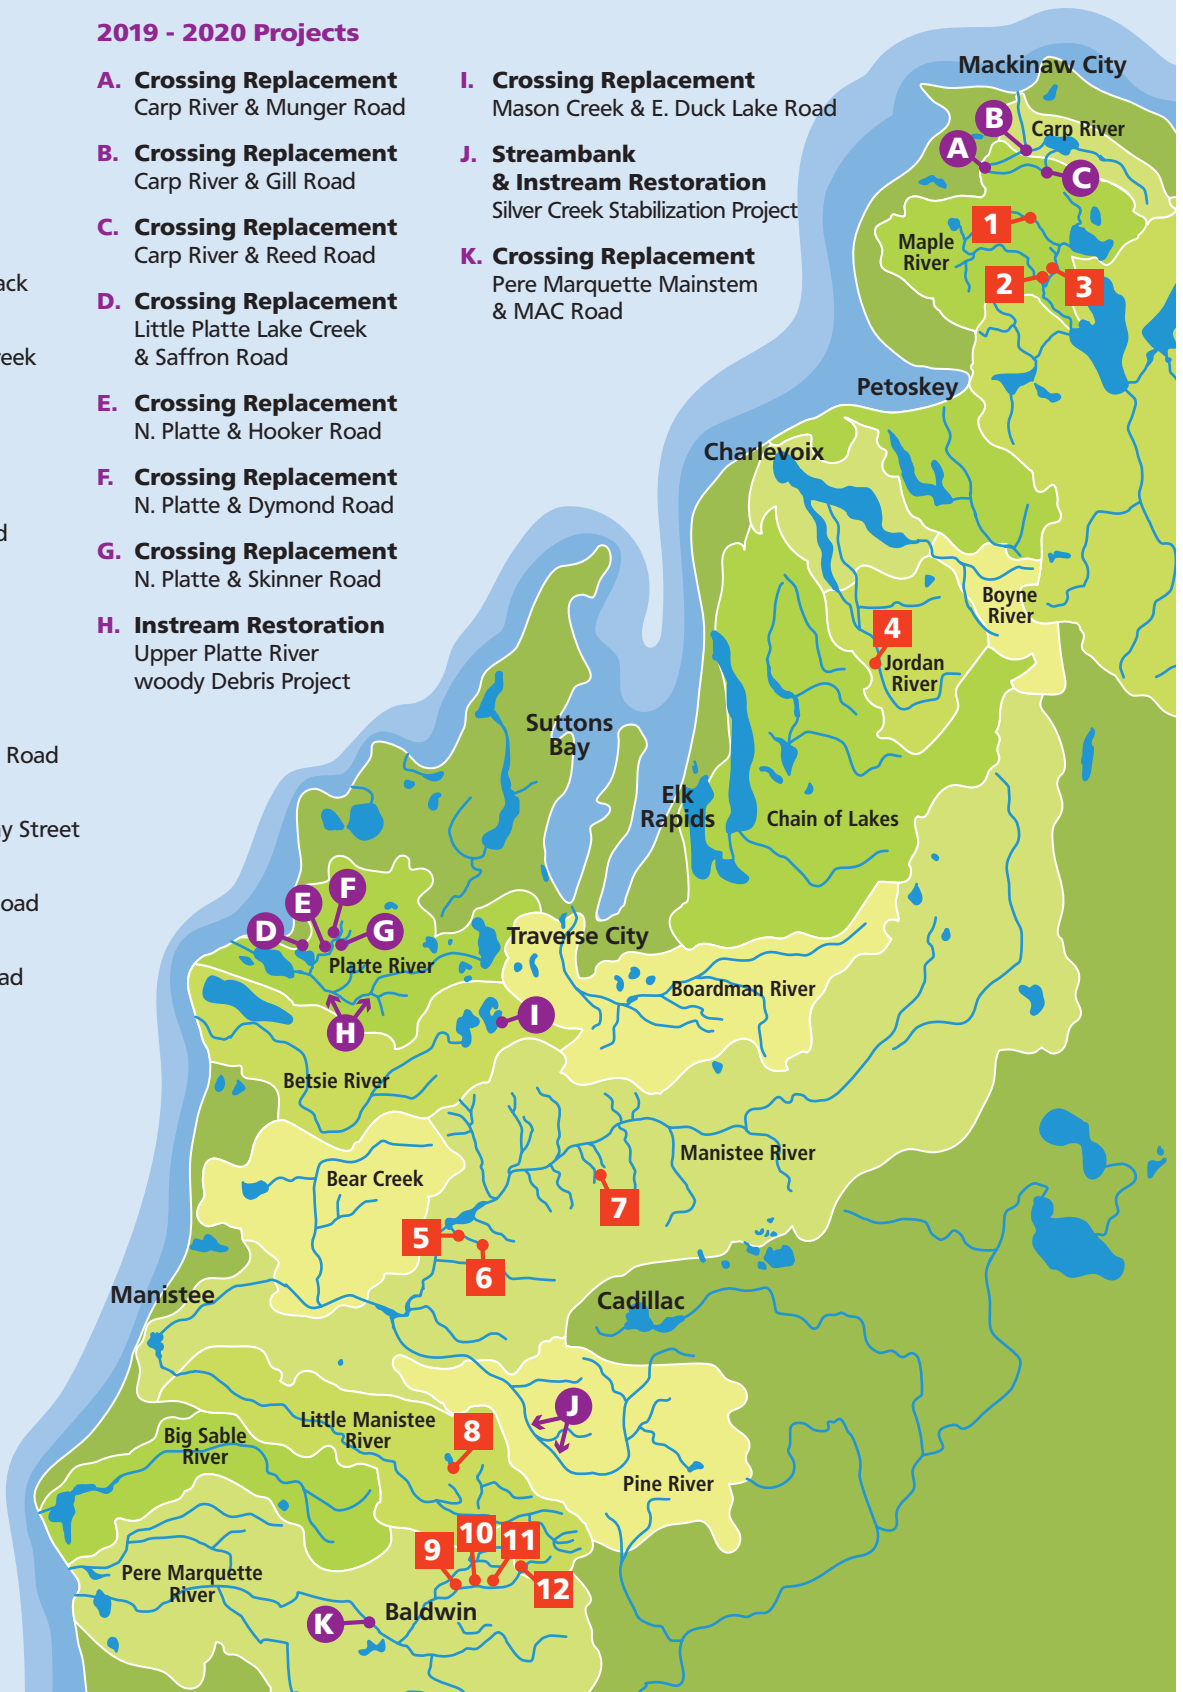 2019 - 2020 Projects
A. Crossing Replacement
Carp River & Munger Road
B. Crossing Replacement
Carp River & Gill Road
C. Crossing Replacement
Carp River & Reed Road
D. Crossing Replacement
Little Platte Lake Creek
& Saffron Road
E. Crossing Replacement
N. Platte & Hooker Road
F. Crossing Replacement
N. Platte & Dymond Road
G. Crossing Replacement
N. Platte & Skinner Road
H. Instream Restoration
Upper Platte River
woody Debris Project
I. Crossing Replacement
Mason Creek & E. Duck Lake Road
J. Streambank
& Instream Restoration
Silver Creek Stabilization Project
K. Crossing Replacement
Pere Marquette Mainstem
& MAC Road
Road
Street
Mackinaw City
B
Carp River
A
C
1
Maple
River
2
3
Petoskey
Charlevoix
Boyne
River
4
Jordan
River
Suttons
Bay
Elk
Rapids
Chain of Lakes
F
E
D
G
Traverse City
Platte River
Boardman River
I
H
Betsie River
Manistee River
Bear Creek
7
5
6
Manistee
Cadillac
J
Little Manistee
River
8
Big Sable
River
Pine River
10
11
9
Pere Marquette
River
12
Baldwin
K